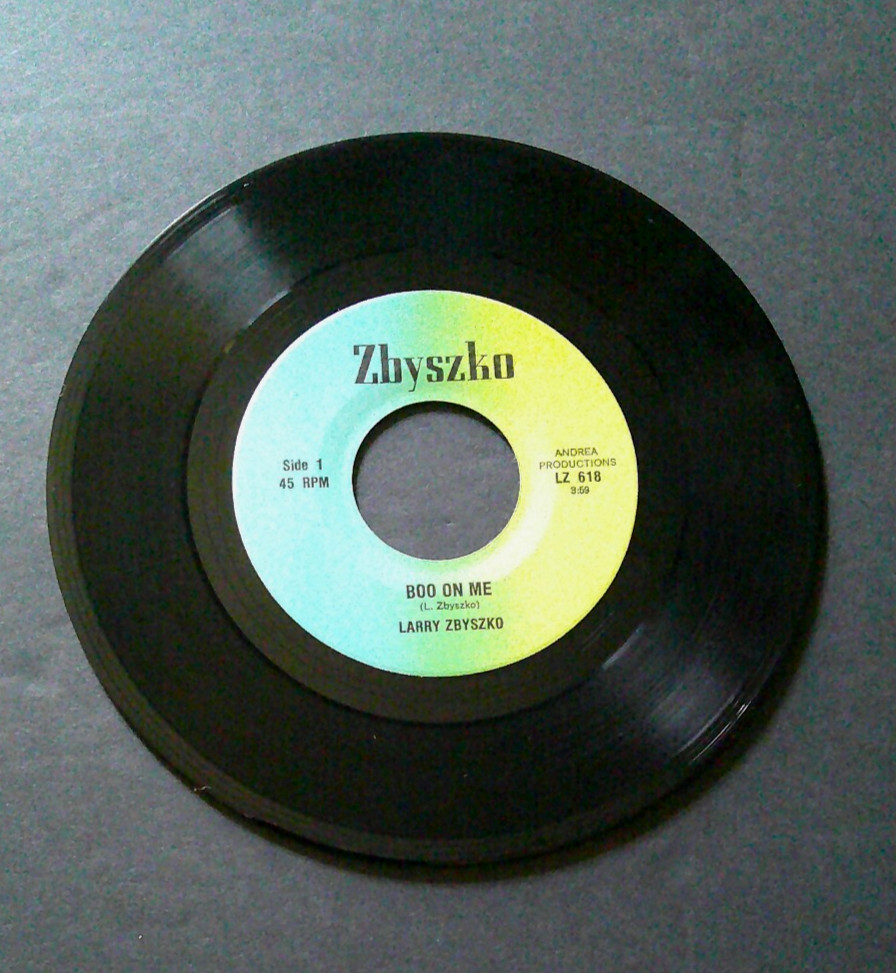 Zbyszko
Side 1
45 RPM
ANDREA
PRODUCTIONS
LZ 618
3:59
BOO ON ME
(L. Zbyszko)
LARRY ZBYSZKO